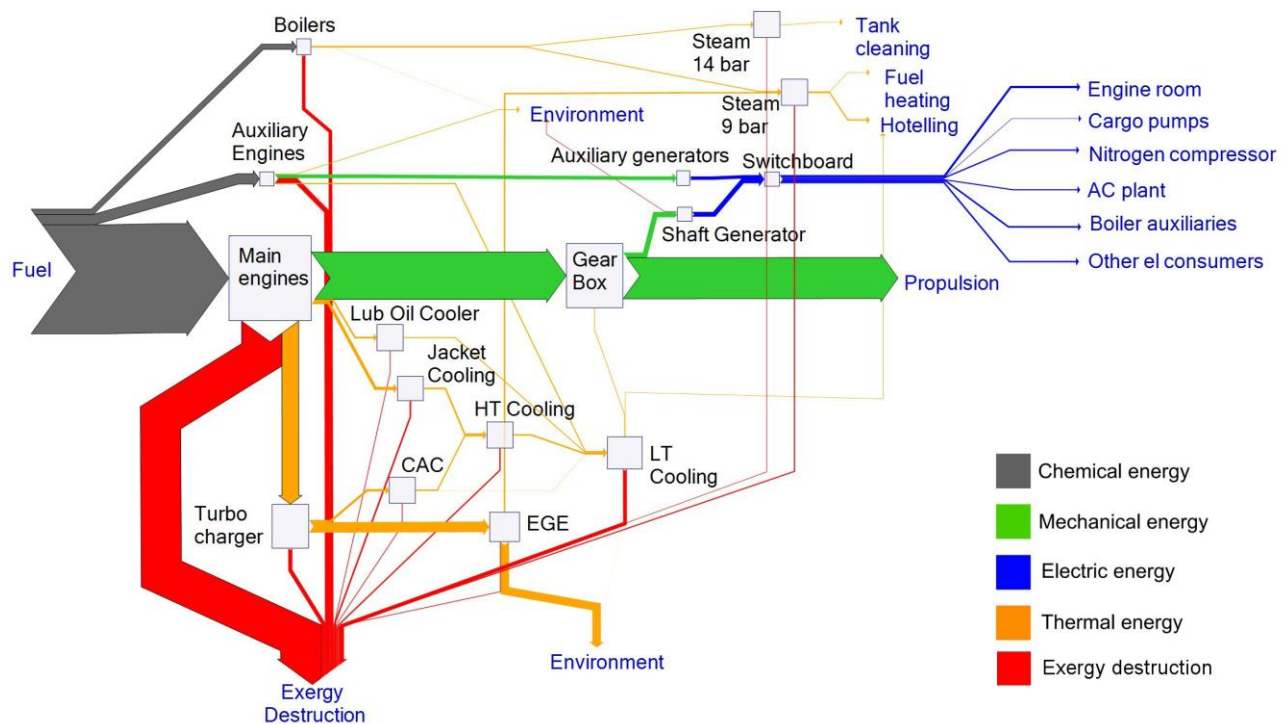 Boilers
Steam
14 bar
Tank
cleaning
Fuel
heating
Steam
9 bar
Hotelling
Environment
Engine room
Cargo pumps
Nitrogen compressor
AC plant
Boiler auxiliaries
Other el consumers
Auxiliary
Engines
Auxiliary generators
Switchboard
Shaft Generator
Fuel
Main
engines
Gear
Box
Propulsion
Lub Oil Cooler
Jacket
Cooling
HT Cooling
CAC
LT
Cooling
Turbo
charger
EGE
Environment
Exergy
Destruction
Chemical energy
Mechanical energy
Electric energy
Thermal energy
Exergy destruction